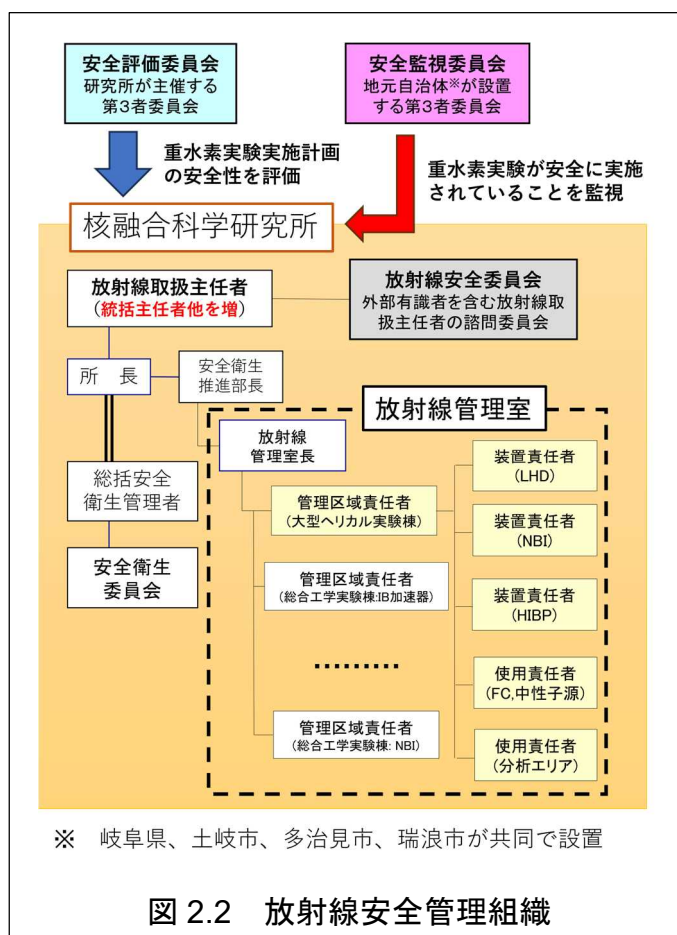 安全評価委員会
研究所が主催する
第3者委員会
安全監視委員会
地元自治体※が設置
する第3者委員会
重水素実験実施計画
の安全性を評価
重水素実験が安全に実施
されていることを監視
核融合科学研究所
放射線取扱主任者
(統括主任者他を増)
放射線安全委員会
外部有識者を含む放射線取
扱主任者の諮問委員会
所 長
安全衛生
推進部長
放射線管理室
放射線
管理室長
総括安全
衛生管理者
安全衛生
委員会
管理区域責任者
(大型ヘリカル実験棟)
管理区域責任者
(総合工学実験棟:IB加速器)
………
管理区域責任者
(総合工学実験棟: NBI)
装置責任者
(LHD)
装置責任者
(NBI)
装置責任者
(HIBP)
使用責任者
(FC,中性子源)
使用責任者
(分析エリア)
※ 岐阜県、土岐市、多治見市、瑞浪市が共同で設置
図 2.2 放射線安全管理組織